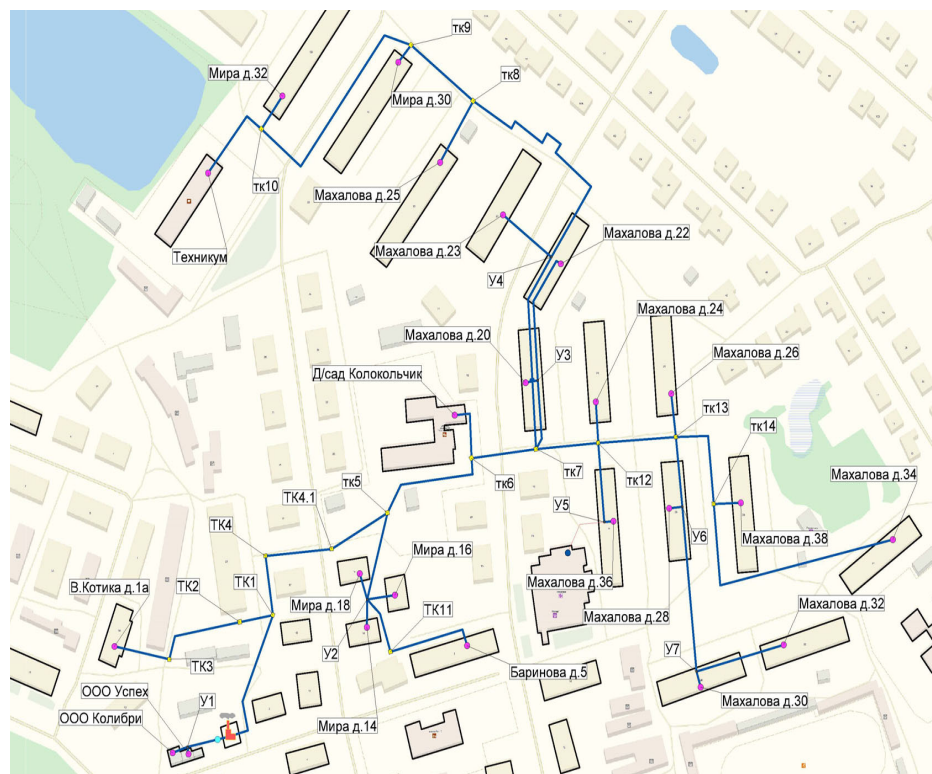 тк9
Мира д.32
Мира д.30
тк8
тк10
Махалова д.25
Техникум
Махалова д.23
Махалова д.22
У4
Махалова д.24
Махалова д.20
У3
Махалова д.26
Д/сад Колокольчик
тк13
тк14
тк6
тк7
тк12
ТК4.1
тк5
Махалова д.34
ТК4
У5
У6
Махалова д.38
Мира д.16
В.Котика д.1а
ТК2
ТК1
Мира д.18
Махалова д.36
ТК11
Махалова д.28
Махалова д.32
У2
ТК3
У7
ООО Успех
У1
Баринова д.5
ООО Колибри
Мира д.14
Махалова д.30